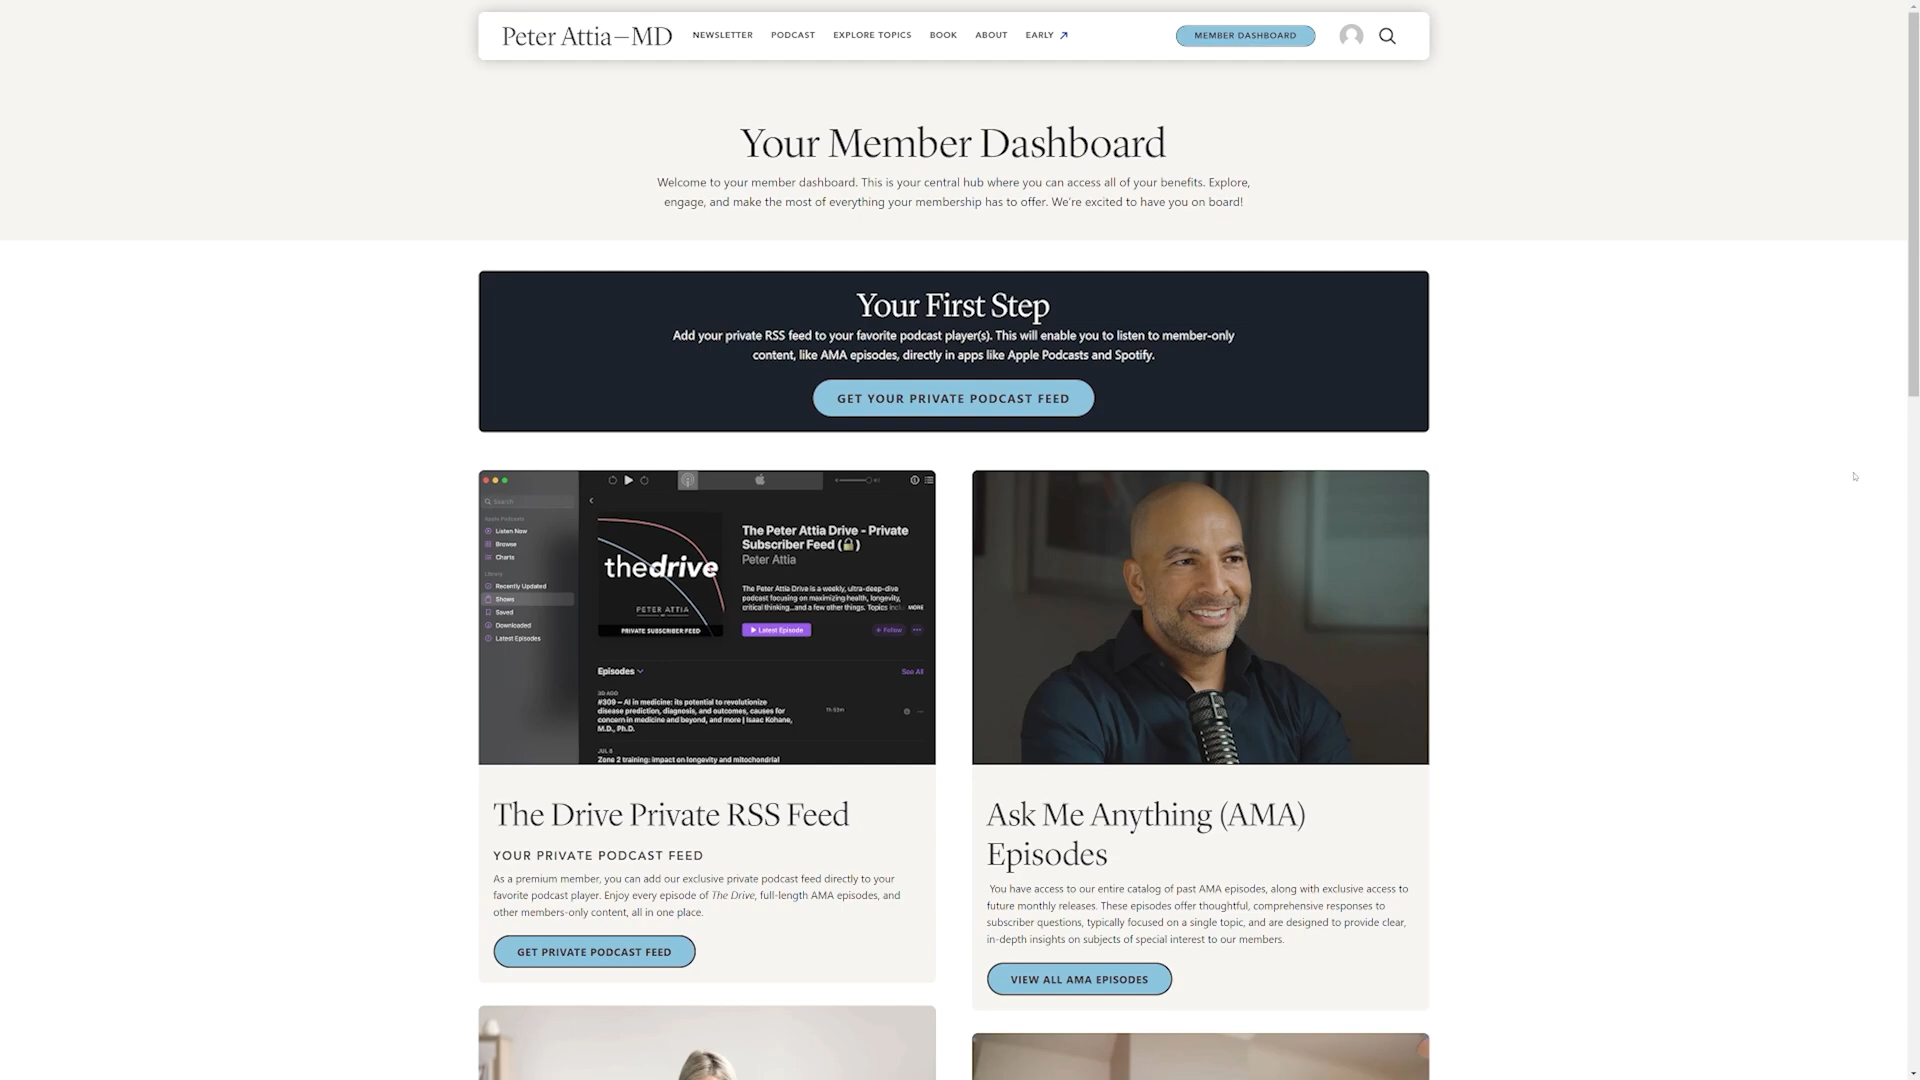 Peter Attia–MD
NEWSLETTER
PODCAST
EXPLORE TOPICS
BOOK
ABOUT
EARLY
MEMBER DASHBOARD
Your Member Dashboard
Welcome to your member dashboard. This is your central hub where you can access all of your benefits. Explore,
engage, and make the most of everything your membership has to offer. We're excited to have you on board!
Your First Step
Add your private RSS feed to your favorite podcast player(s). This will enable you to listen to member-only
content, like AMA episodes, directly in apps like Apple Podcasts and Spotify.
GET YOUR PRIVATE PODCAST FEED
Search
Apple Podcasts
Listen Now
Browse
Charts
Library
Recently Updated
Shows
Saved
Downloaded
Latest Episodes
thedrive
PETER ATTIA
PRIVATE SUBSCRIBER FEED
The Peter Attia Drive - Private
Subscriber Feed (🔒)
Peter Attia
The Peter Attia Drive is a weekly, ultra-deep-dive
podcast focusing on maximizing health, longevity,
critical thinking...and a few other things. Topics incl MORE
Latest Episode
+ Follow
Episodes
See All
3D AGO
#309 – AI in medicine: its potential to revolutionize
disease prediction, diagnosis, and outcomes, causes for
concern in medicine and beyond, and more | Isaac Kohane,
M.D., Ph.D.
JUL 8
Zone 2 training: impact on longevity and mitochondrial
The Drive Private RSS Feed
YOUR PRIVATE PODCAST FEED
As a premium member, you can add our exclusive private podcast feed directly to your
favorite podcast player. Enjoy every episode of The Drive, full-length AMA episodes, and
other members-only content, all in one place.
GET PRIVATE PODCAST FEED
Ask Me Anything (AMA)
Episodes
You have access to our entire catalog of past AMA episodes, along with exclusive access to
future monthly releases. These episodes offer thoughtful, comprehensive responses to
subscriber questions, typically focused on a single topic, and are designed to provide clear,
in-depth insights on subjects of special interest to our members.
VIEW ALL AMA EPISODES